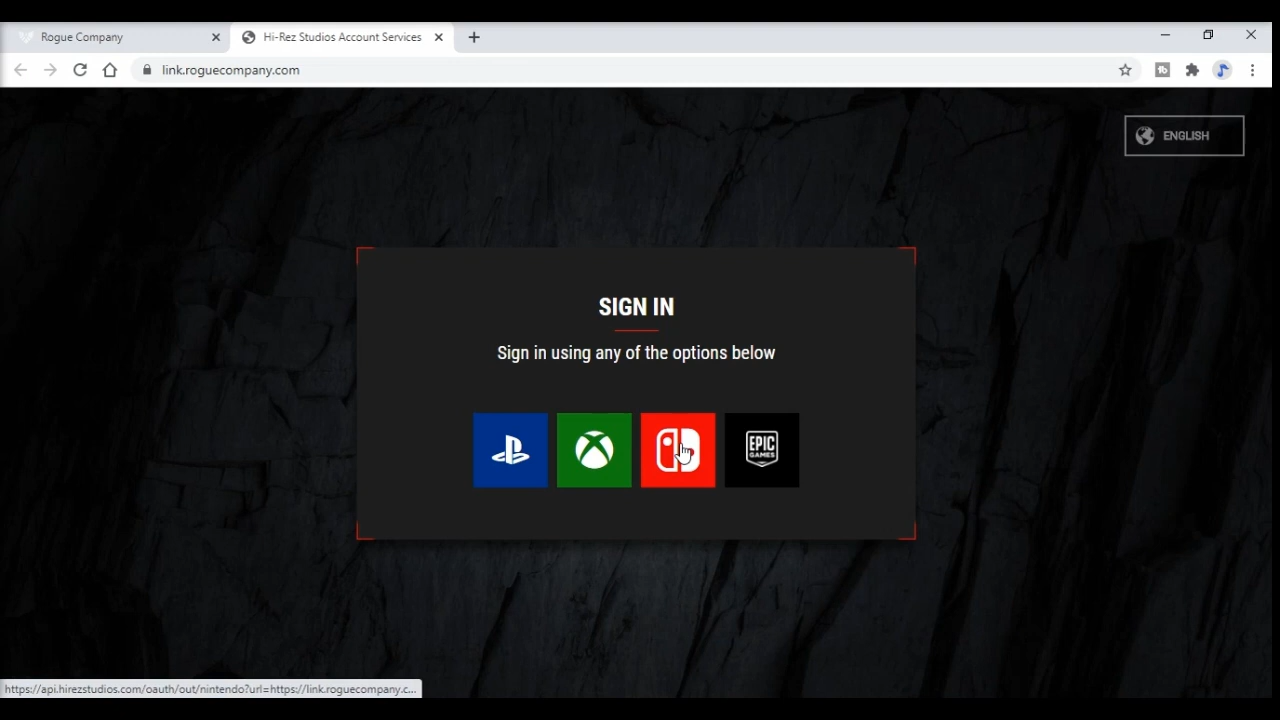 Rogue Company
Hi-Rez Studios Account Services
link.roguecompany.com
ENGLISH
SIGN IN
Sign in using any of the options below
EPIC
GAMES
https://api.hirezstudios.com/oauth/out/nintendo?url=https://link.roguecompany.c...